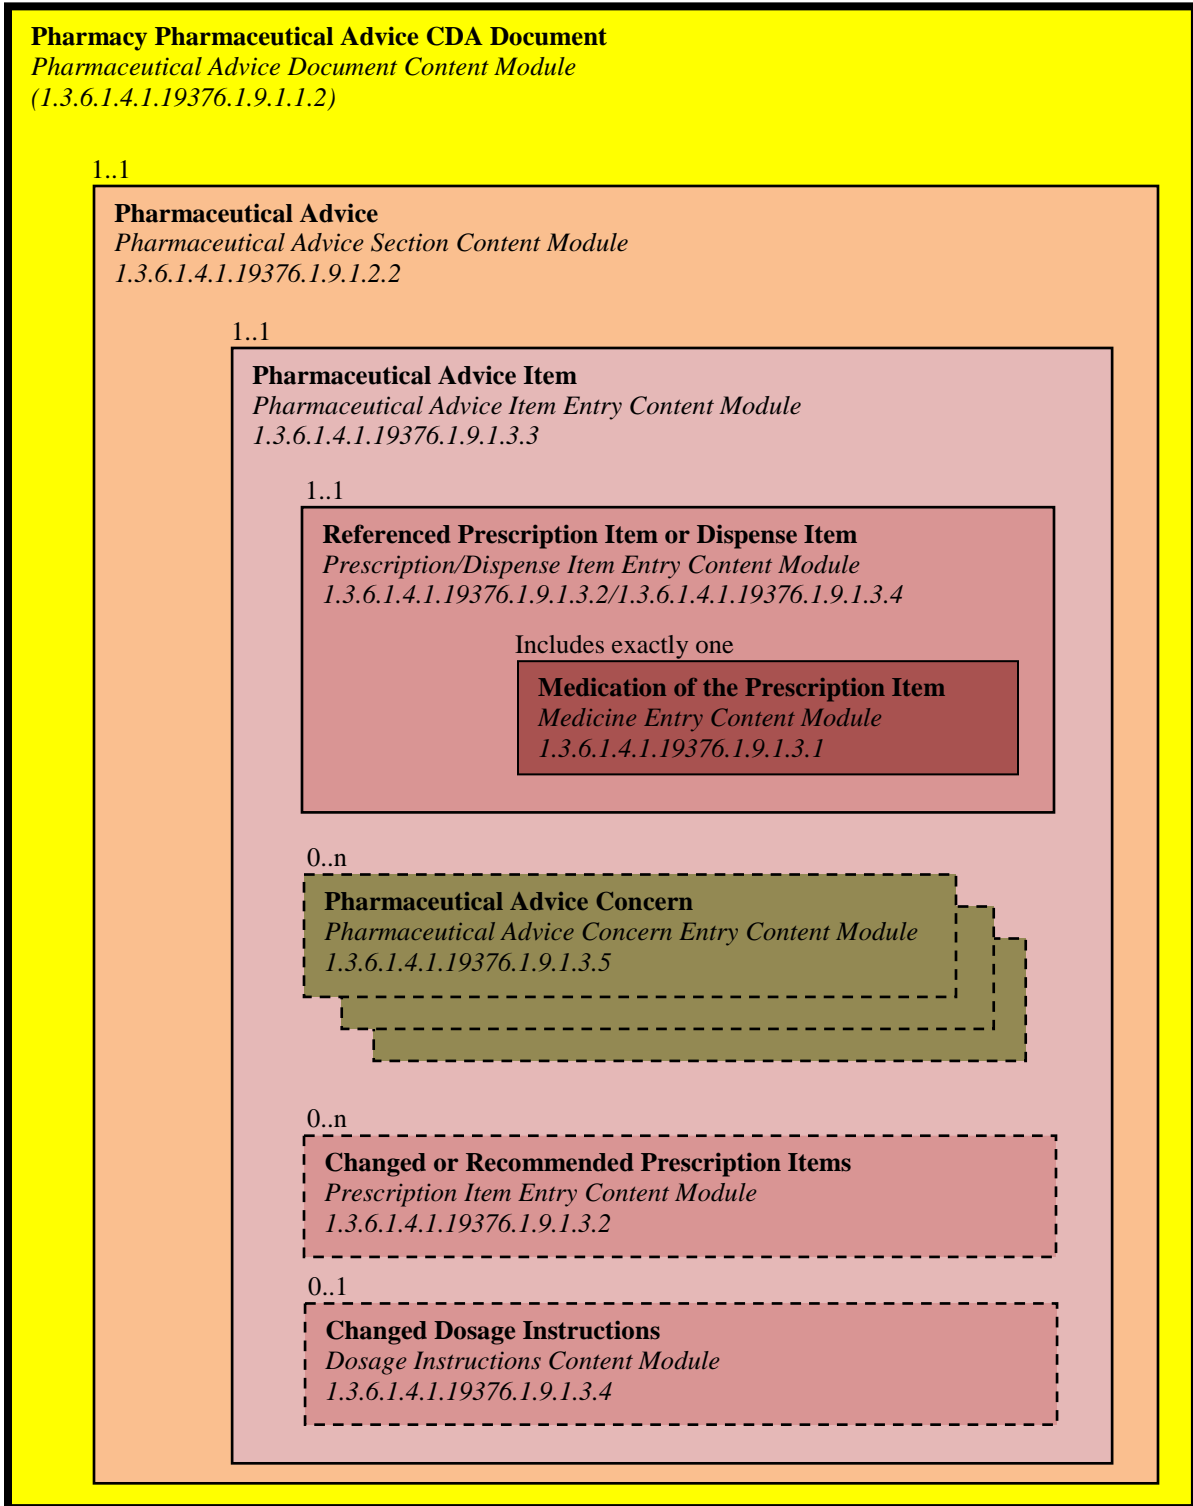 Pharmacy Pharmaceutical Advice CDA Document
Pharmaceutical Advice Document Content Module
(1.3.6.1.4.1.19376.1.9.1.1.2)
1..1
Pharmaceutical Advice
Pharmaceutical Advice Section Content Module
1.3.6.1.4.1.19376.1.9.1.2.2
1..1
Pharmaceutical Advice Item
Pharmaceutical Advice Item Entry Content Module
1.3.6.1.4.1.19376.1.9.1.3.3
1..1
Referenced Prescription Item or Dispense Item
Prescription/Dispense Item Entry Content Module
1.3.6.1.4.1.19376.1.9.1.3.2/1.3.6.1.4.1.19376.1.9.1.3.4
Includes exactly one
Medication of the Prescription Item
Medicine Entry Content Module
1.3.6.1.4.1.19376.1.9.1.3.1
0..n
Pharmaceutical Advice Concern
Pharmaceutical Advice Concern Entry Content Module
1.3.6.1.4.1.19376.1.9.1.3.5
0..n
Changed or Recommended Prescription Items
Prescription Item Entry Content Module
1.3.6.1.4.1.19376.1.9.1.3.2
0..1
Changed Dosage Instructions
Dosage Instructions Content Module
1.3.6.1.4.1.19376.1.9.1.3.4